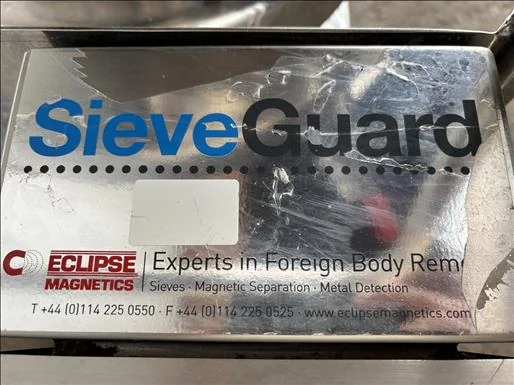 SieveGuard
ECLIPSE
MAGNETICS
Experts in Foreign Body Rem
Sieves · Magnetic Separation · Metal Detection
T +44 (0)114 225 0550 · F +44 (0)114 225 0525 · www.eclipsemagnetics.com